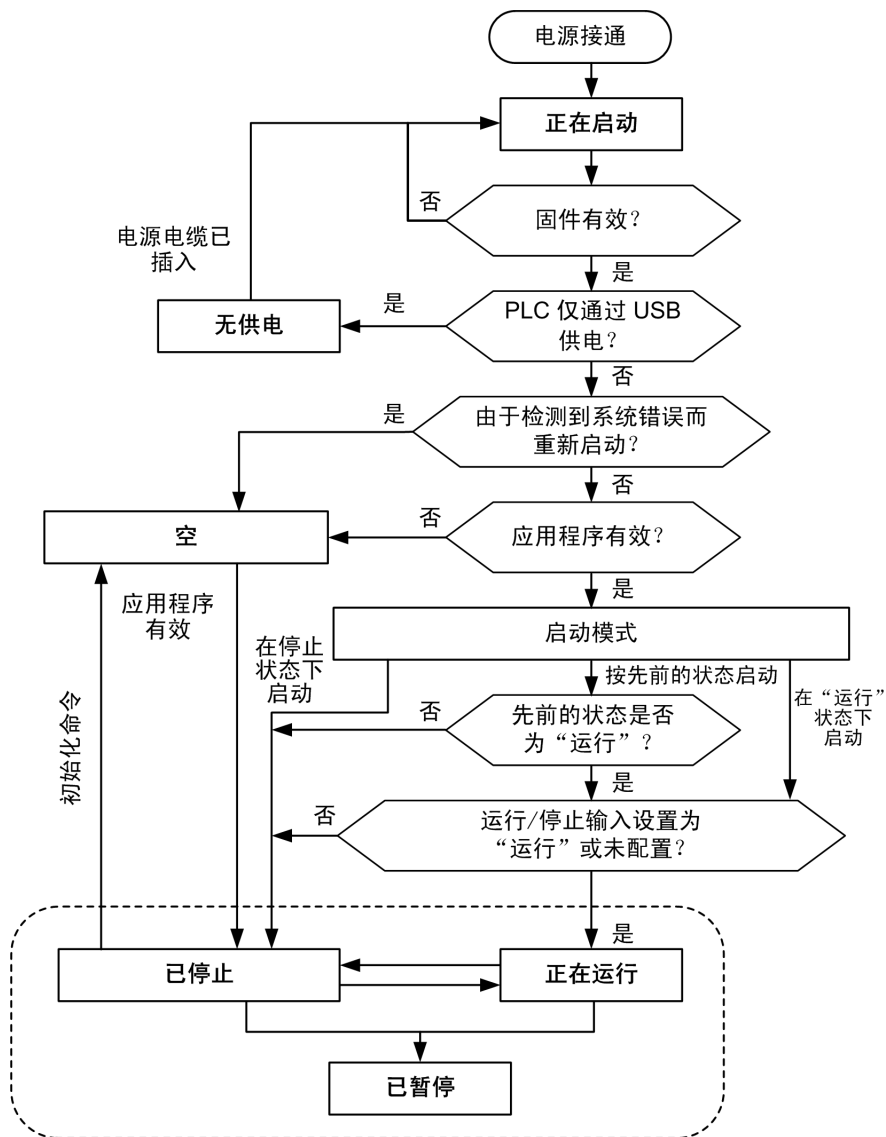 电源接通
正在启动
否
固件有效？
电源电缆已
插入
是
无供电
是
PLC 仅通过 USB
供电？
否
是
由于检测到系统错误而
重新启动？
否
空
否
应用程序有效？
是
应用程序
有效
启动模式
在停止
状态下
启动
按先前的状态启动
在“运行”
状态下
启动
否
先前的状态是否
为“运行”？
初始化命令
是
否
运行/停止输入设置为
“运行”或未配置？
是
已停止
正在运行
已暂停